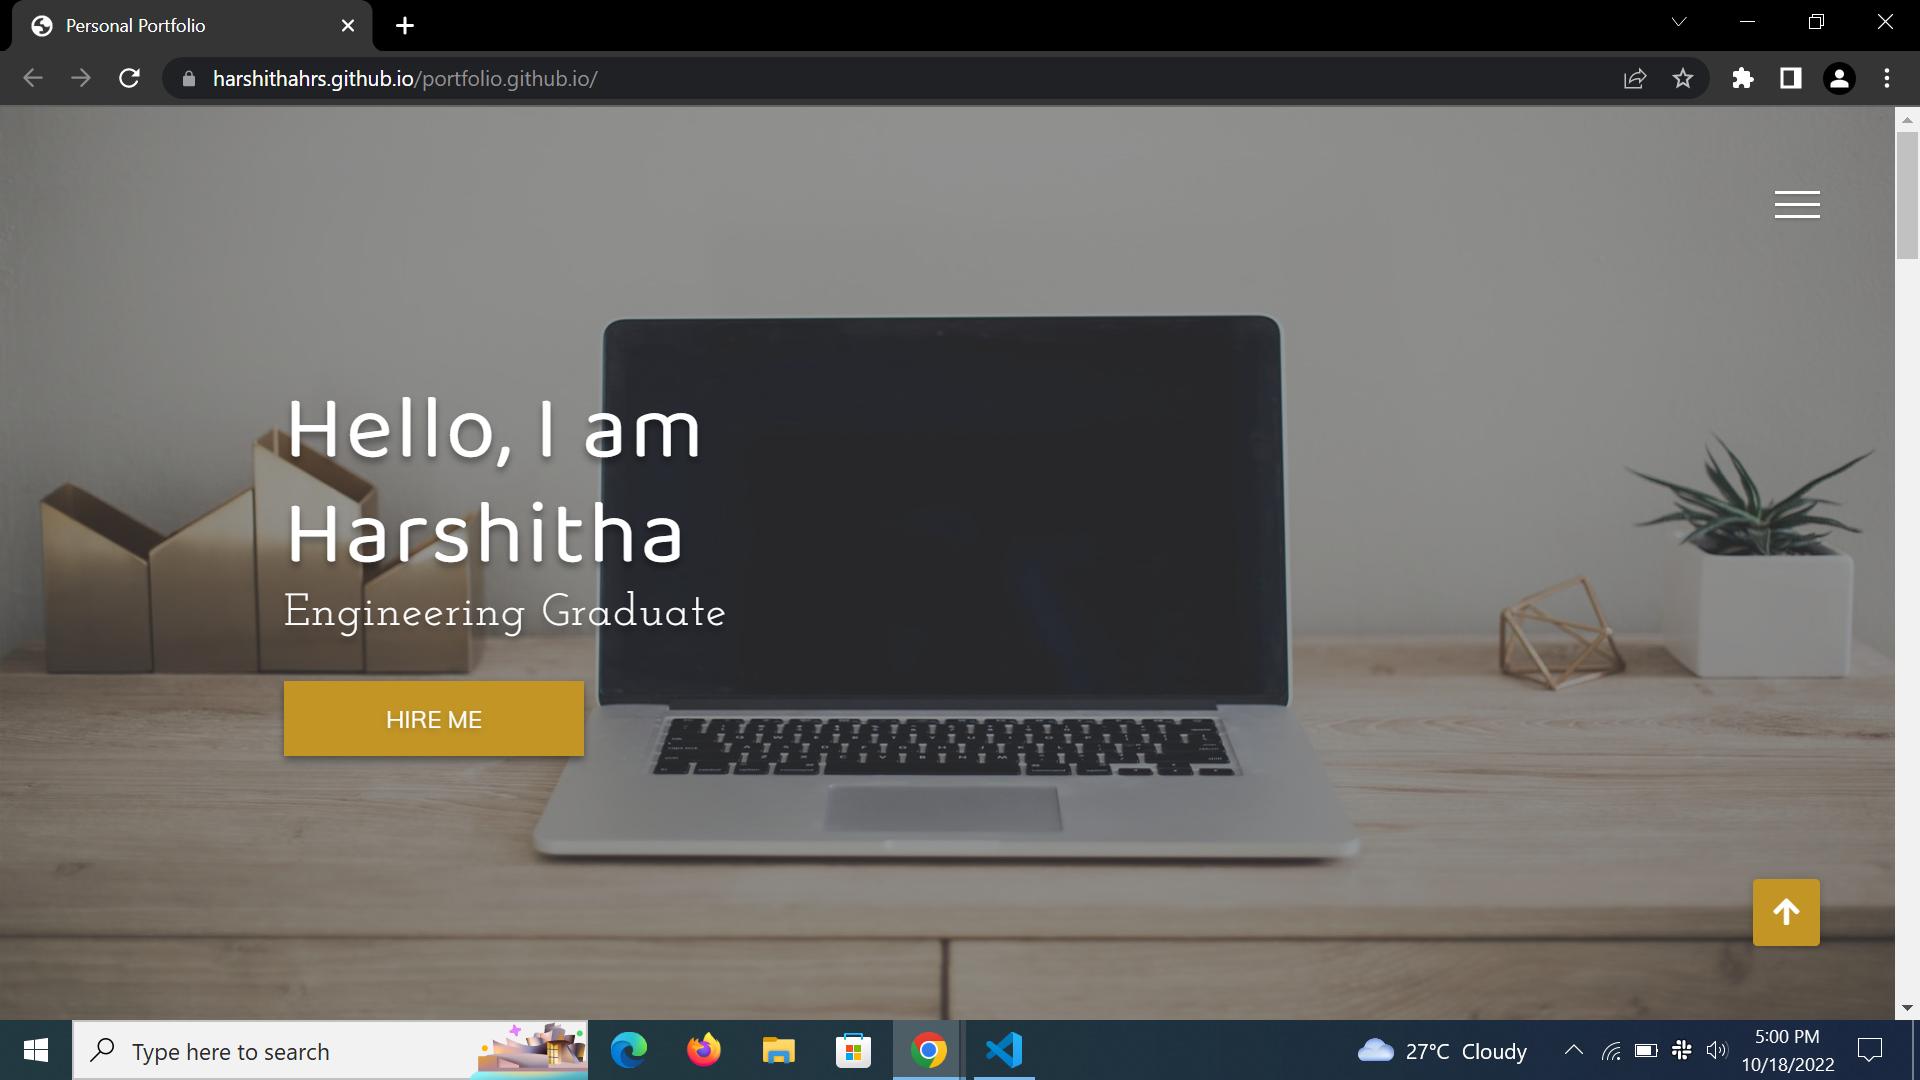 Personal Portfolio
harshithahrs.github.io/portfolio.github.io/
Hello, I am
Harshitha
Engineering Graduate
HIRE ME
Type here to search
27°C Cloudy
5:00 PM
10/18/2022